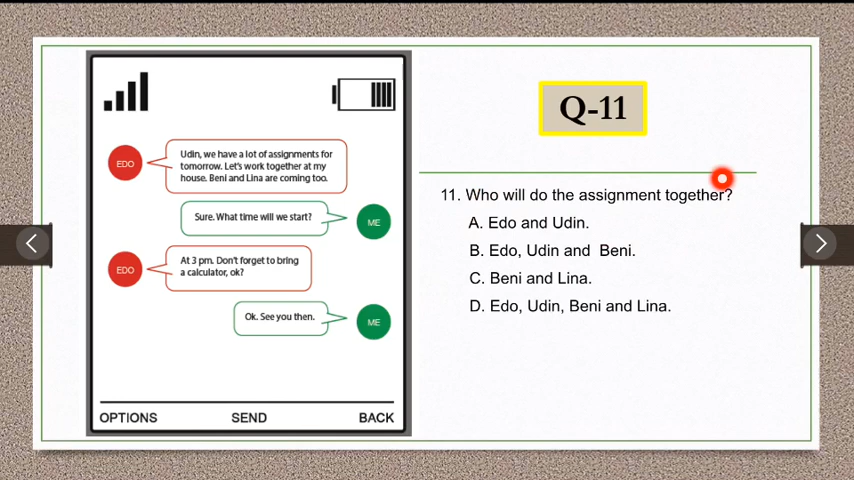 EDO
Udin, we have a lot of assignments for
tomorrow. Let's work together at my
house. Beni and Lina are coming too.
Sure. What time will we start?
ME
EDO
At 3 pm. Don't forget to bring
a calculator, ok?
Ok. See you then.
ME
OPTIONS SEND BACK
Q-11
11. Who will do the assignment together?
A. Edo and Udin.
B. Edo, Udin and Beni.
C. Beni and Lina.
D. Edo, Udin, Beni and Lina.